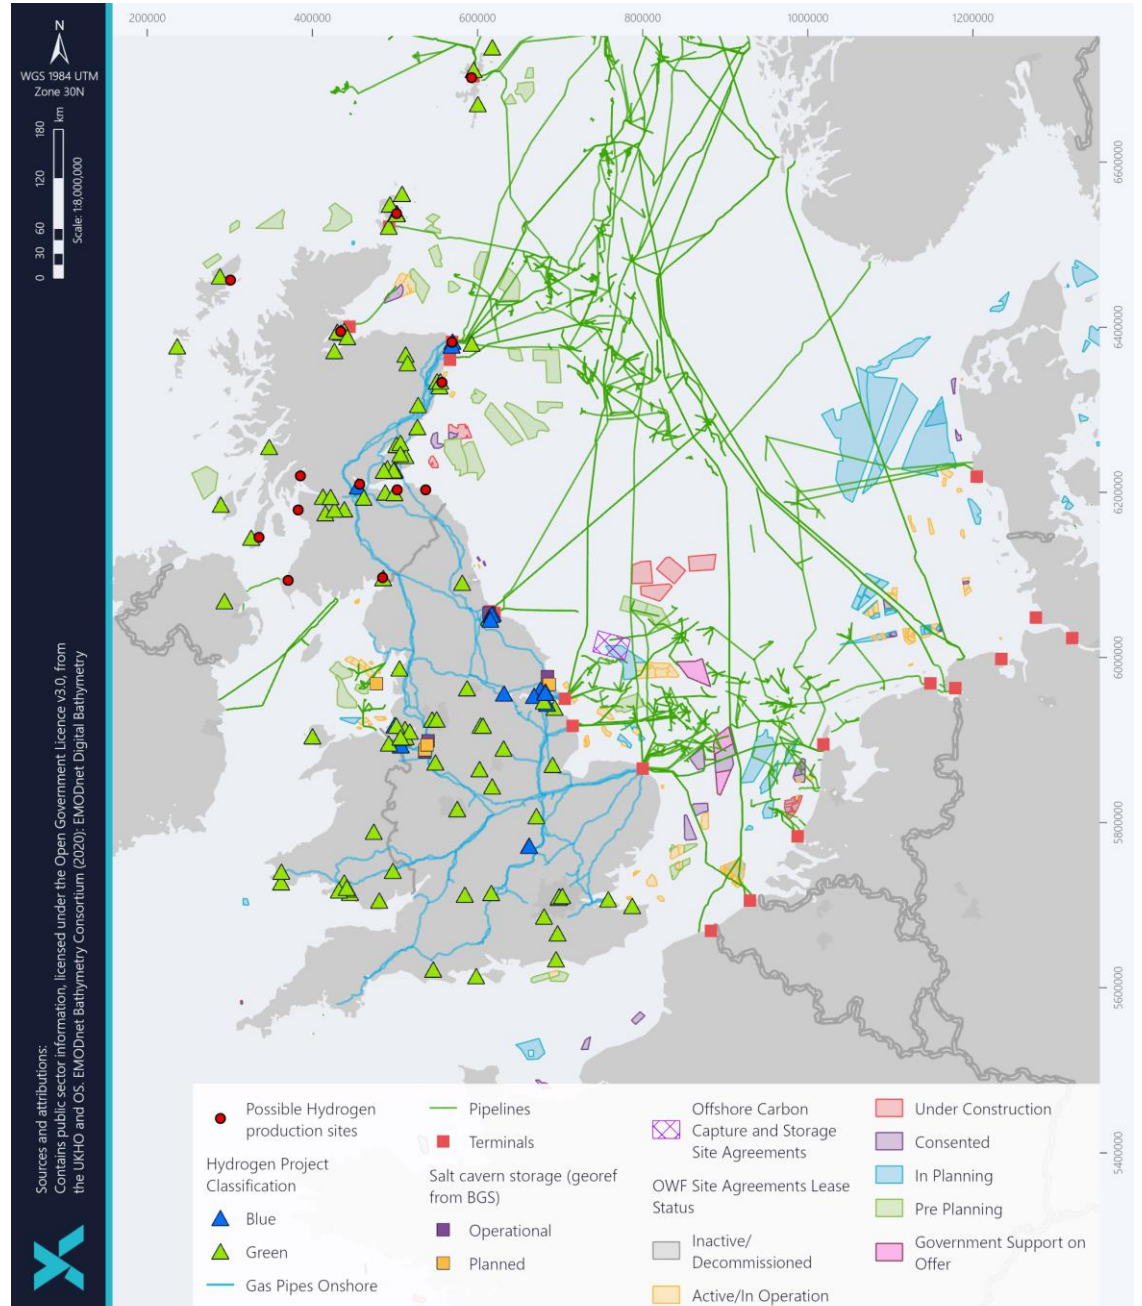 200000
400000
600000
800000
1000000
1200000
N
WGS 1984 UTM
Zone 30N
180
120
60
30
0
km
Scale: 1:8,000,000
6600000
6400000
6200000
6000000
5800000
5600000
5400000
Sources and attributions:
Contains public sector information, licensed under the Open Government Licence v3.0, from
the UKHO and OS. EMODnet Bathymetry Consortium (2020): EMODnet Digital Bathymetry
Possible Hydrogen
production sites
Hydrogen Project
Classification
Blue
Green
Gas Pipes Onshore
Pipelines
Terminals
Salt cavern storage (georef
from BGS)
Operational
Planned
Offshore Carbon
Capture and Storage
Site Agreements
OWF Site Agreements Lease
Status
Inactive/
Decommissioned
Active/In Operation
Under Construction
Consented
In Planning
Pre Planning
Government Support on
Offer